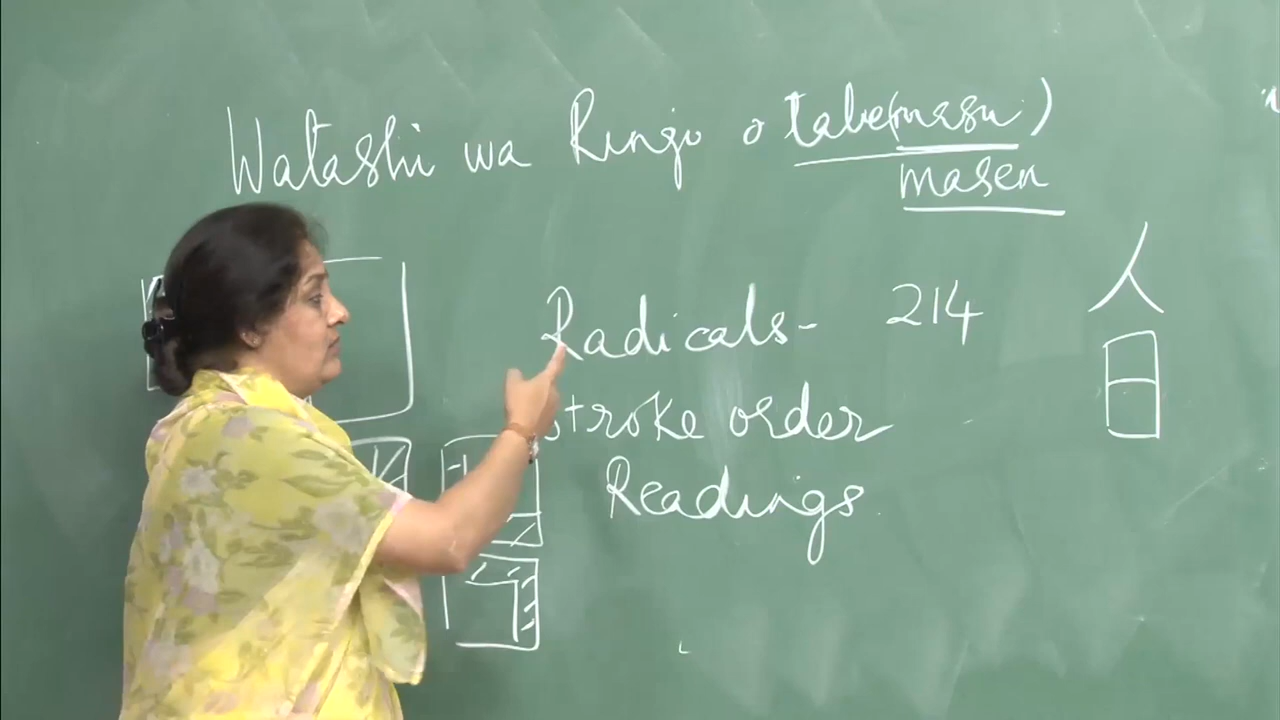 Watashi wa Ringo o tabe(masu)
masen
人
Radicals- 214
日
stroke order
Readings